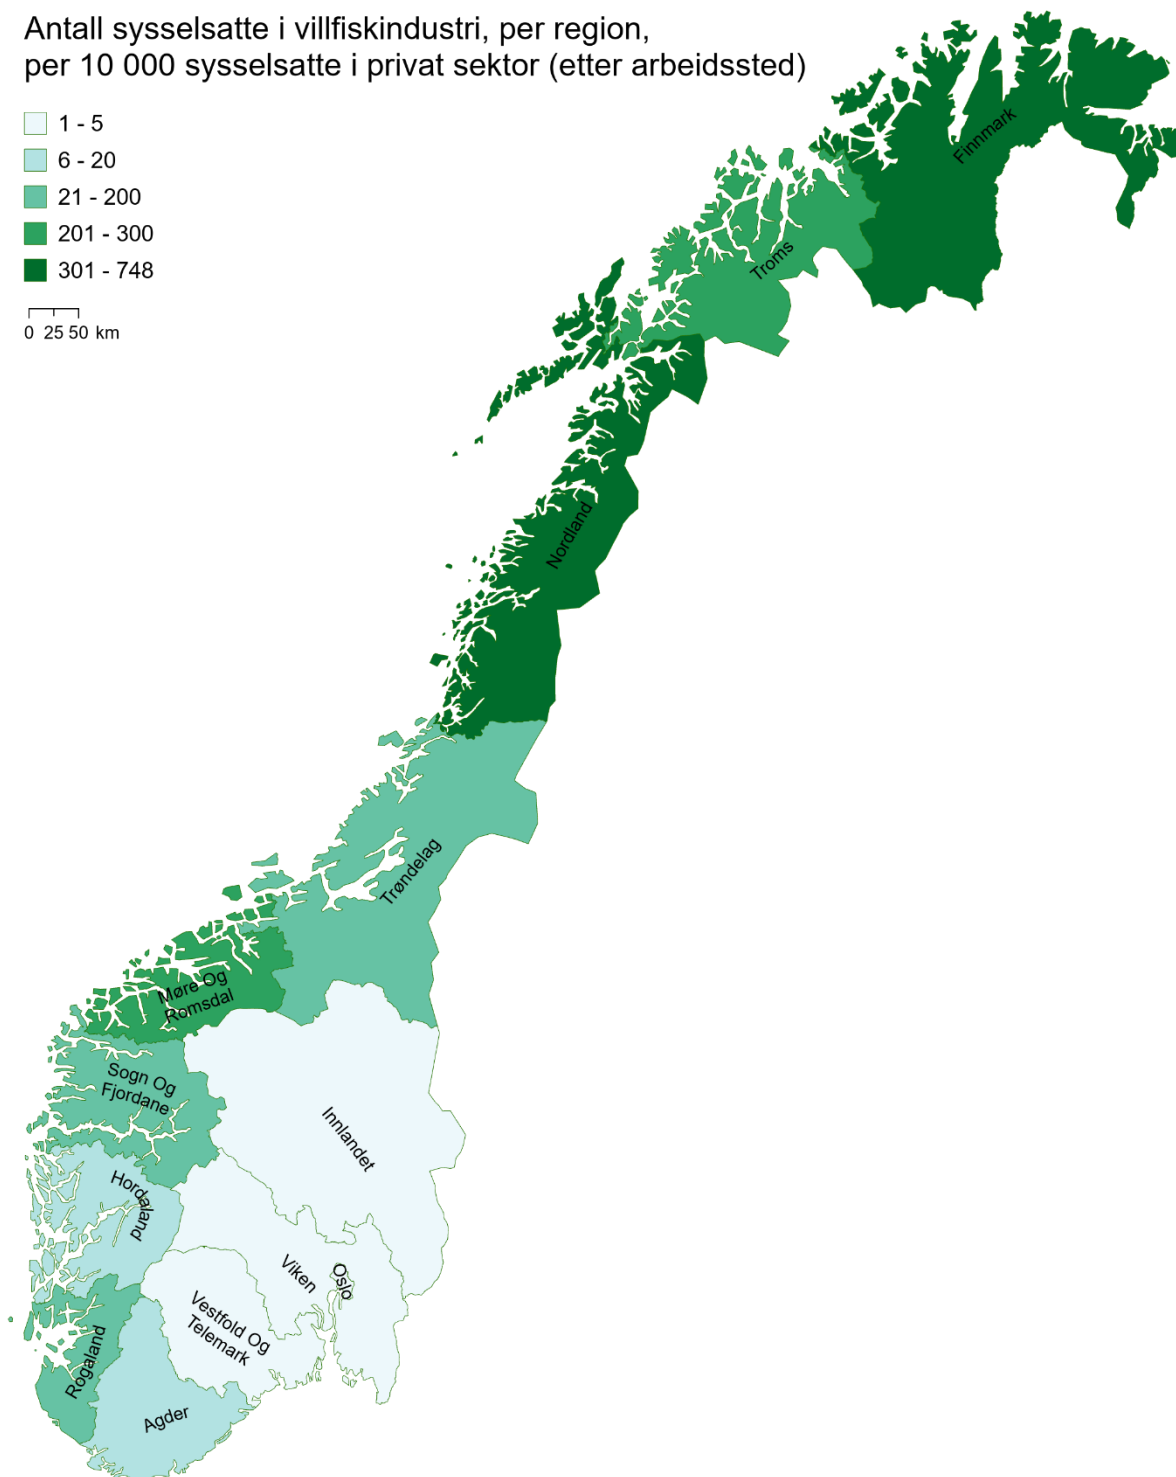 Antall sysselsatte i villfiskindustri, per region,
per 10 000 sysselsatte i privat sektor (etter arbeidssted)
1 - 5
6 - 20
21 - 200
201 - 300
301 - 748
0 25 50 km
Finnmark
Troms
Nordland
Trøndelag
Møre Og
Romsdal
Sogn Og
Fjordane
Innlandet
Hordaland
Viken
Oslo
Vestfold Og
Telemark
Rogaland
Agder